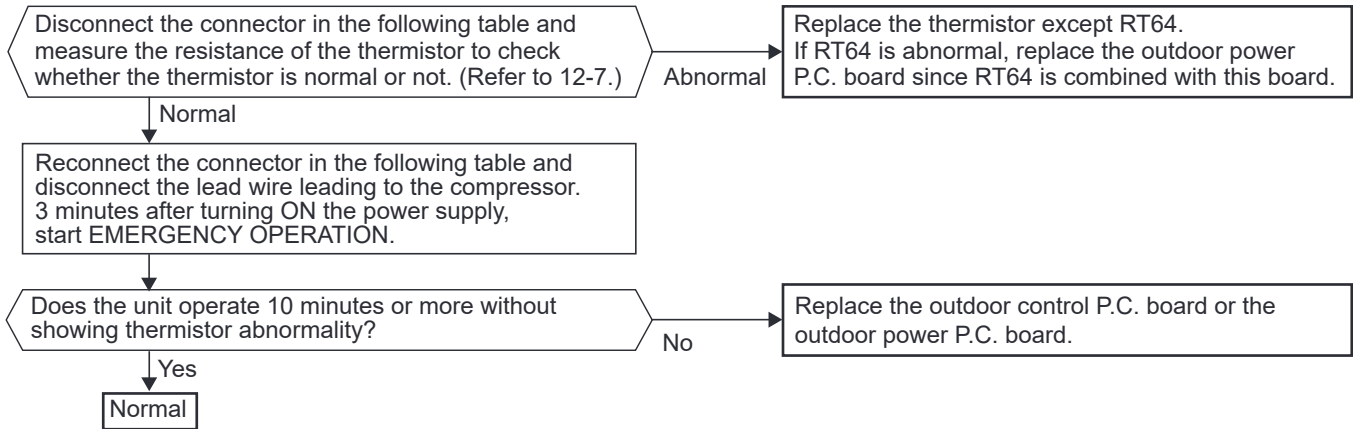 Disconnect the connector in the following table and
measure the resistance of the thermistor to check
whether the thermistor is normal or not. (Refer to 12-7.)
Abnormal
Replace the thermistor except RT64.
If RT64 is abnormal, replace the outdoor power
P.C. board since RT64 is combined with this board.
Normal
Reconnect the connector in the following table and
disconnect the lead wire leading to the compressor.
3 minutes after turning ON the power supply,
start EMERGENCY OPERATION.
Does the unit operate 10 minutes or more without
showing thermistor abnormality?
No
Replace the outdoor control P.C. board or the
outdoor power P.C. board.
Yes
Normal